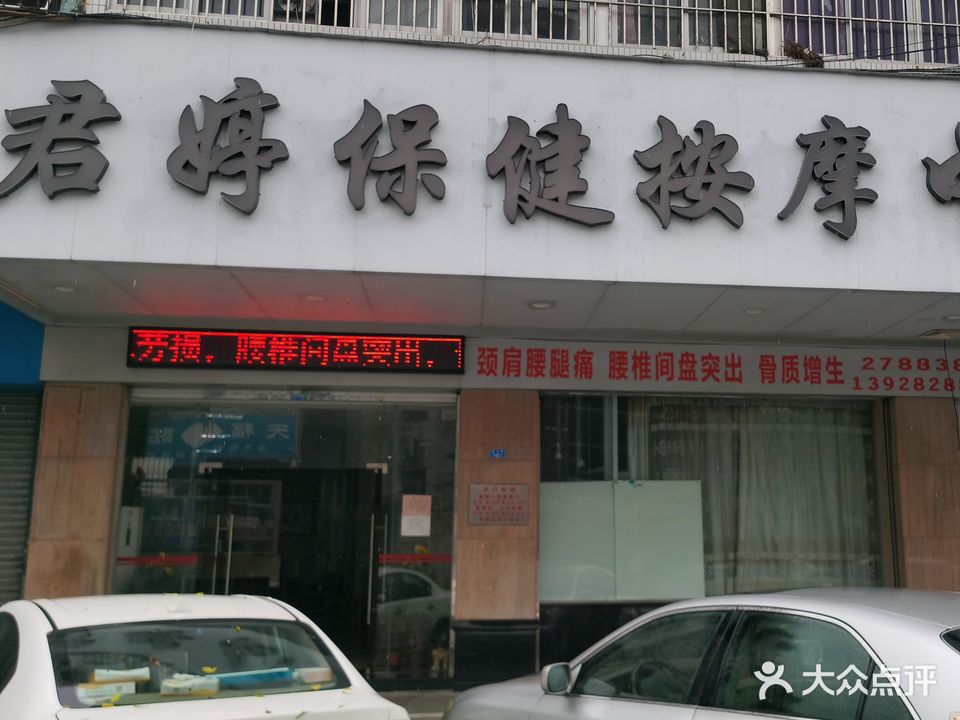 君婷保健按摩
劳损，腰椎间盘突出，
颈肩腰腿痛 腰椎间盘突出 骨质增生
27883
1392828
大众点评